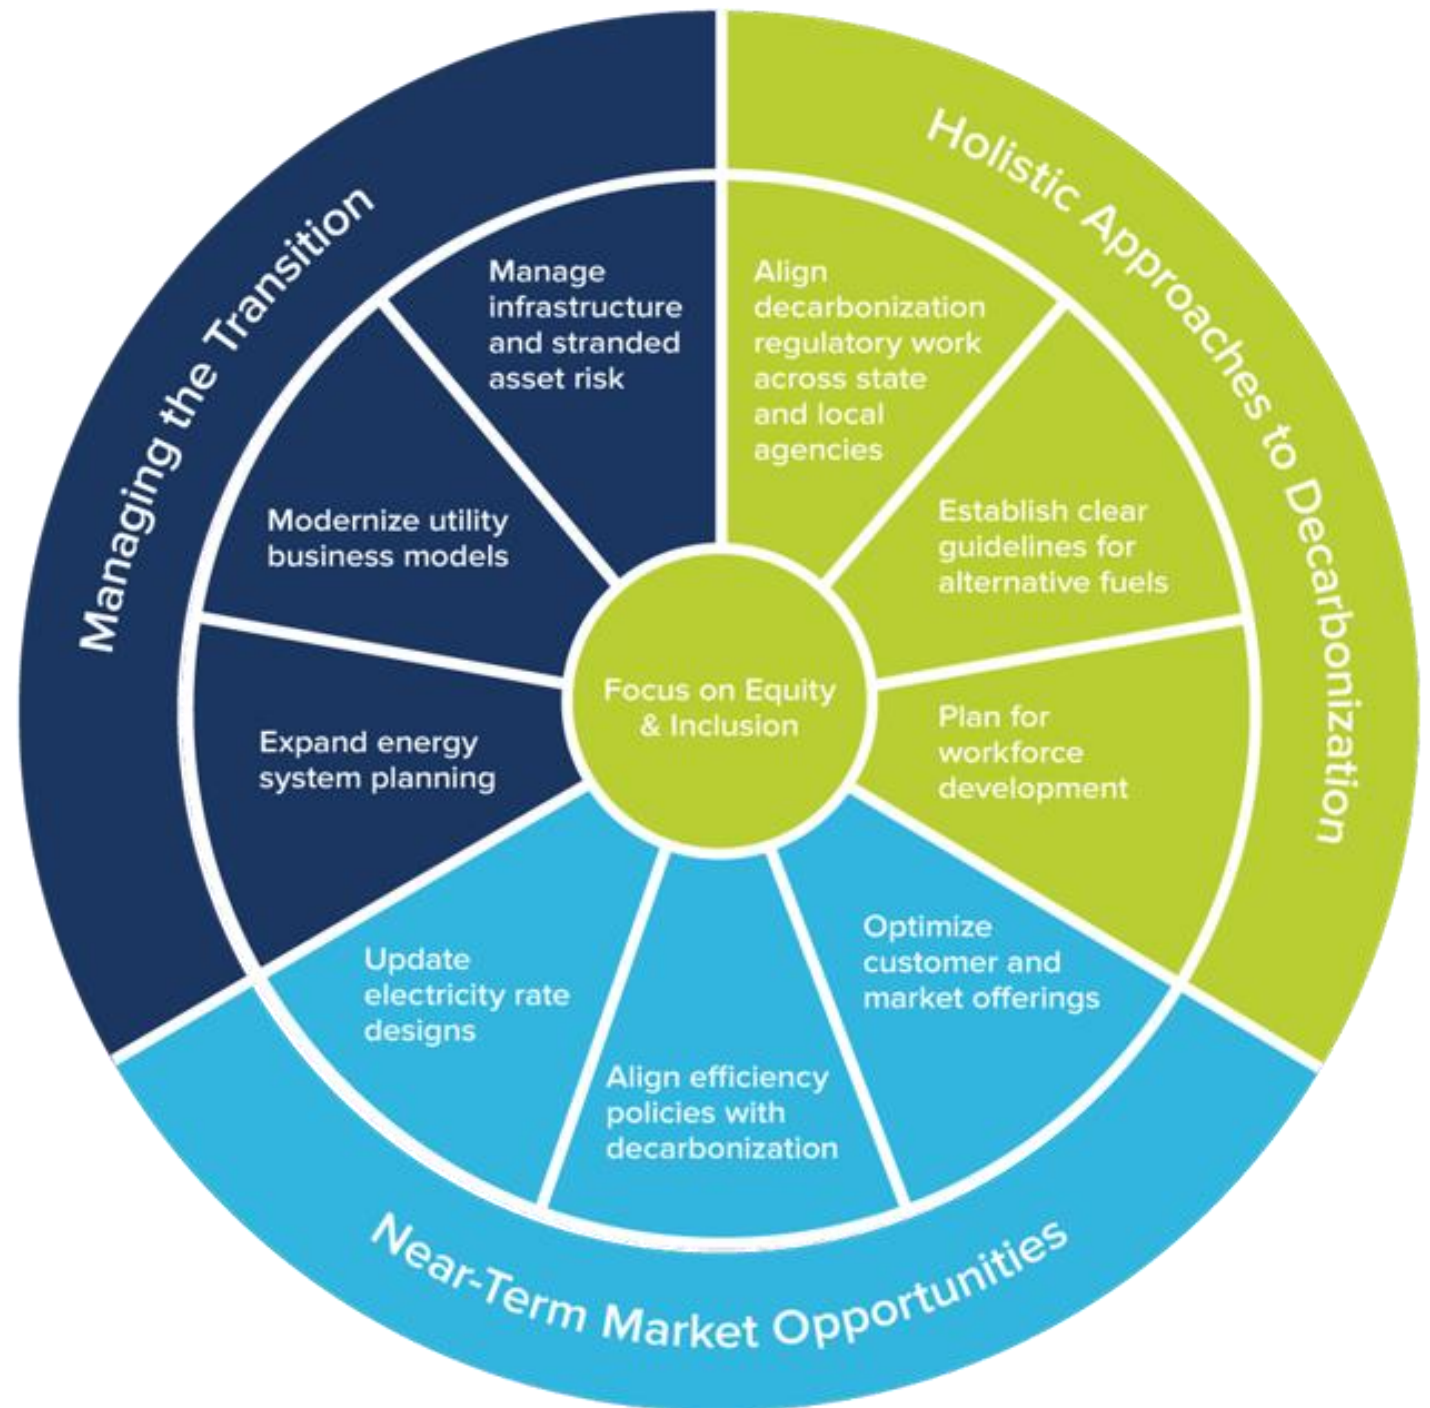 Managing the Transition
Manage
infrastructure
and stranded
asset risk
Modernize utility
business models
Expand energy
system planning
Holistic Approaches to Decarbonization
Align
decarbonization
regulatory work
across state
and local
agencies
Establish clear
guidelines for
alternative fuels
Plan for
workforce
development
Focus on Equity
& Inclusion
Update
electricity rate
designs
Align efficiency
policies with
decarbonization
Optimize
customer and
market offerings
Near-Term Market Opportunities